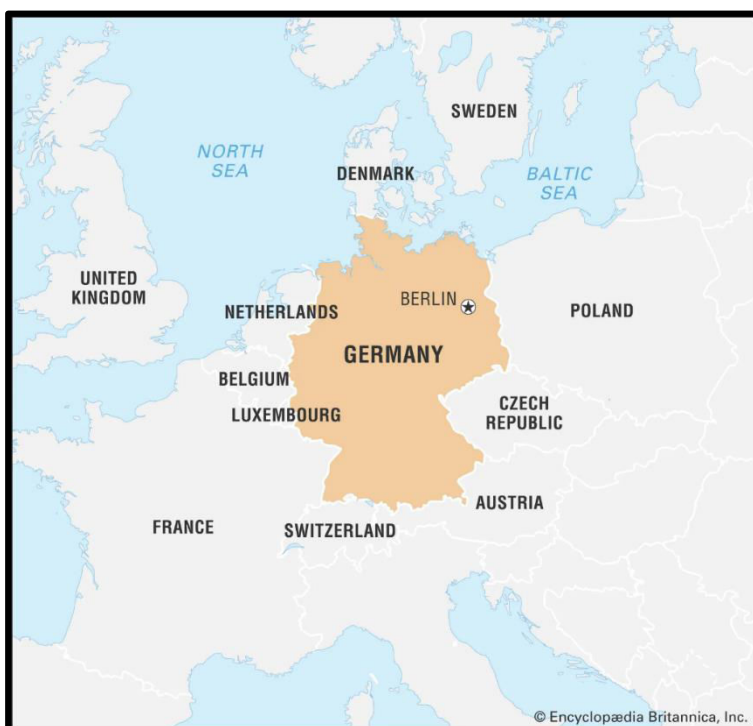 SWEDEN
NORTH
SEA
DENMARK
BALTIC
SEA
UNITED
KINGDOM
NETHERLANDS
BERLIN
POLAND
GERMANY
BELGIUM
LUXEMBOURG
CZECH
REPUBLIC
FRANCE
SWITZERLAND
AUSTRIA
© Encyclopædia Britannica, Inc.